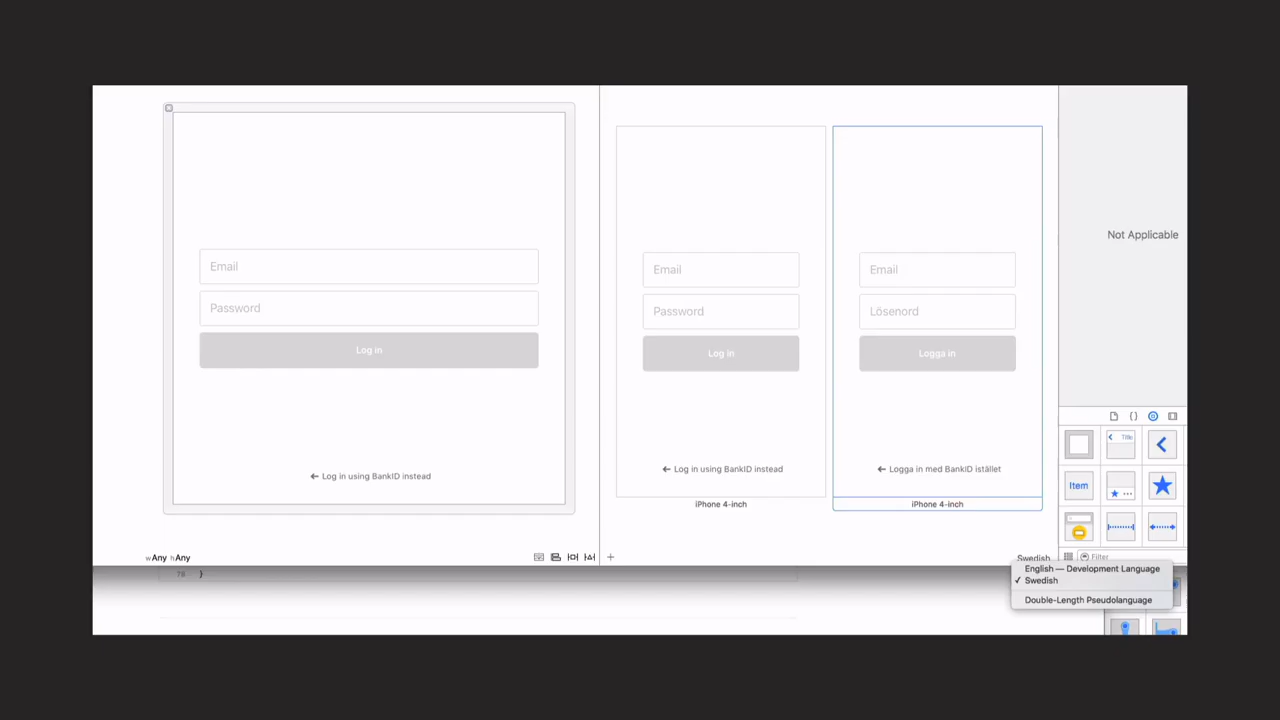 Email
Password
Log in
← Log in using BankID instead
wAny hAny
Email
Password
Log in
← Log in using BankID instead
iPhone 4-inch
Email
Lösenord
Logga in
← Logga in med BankID istället
iPhone 4-inch
Not Applicable
{ }
Title
Item
Filter
Swedish
English — Development Language
✓ Swedish
Double-Length Pseudolanguage
76 }